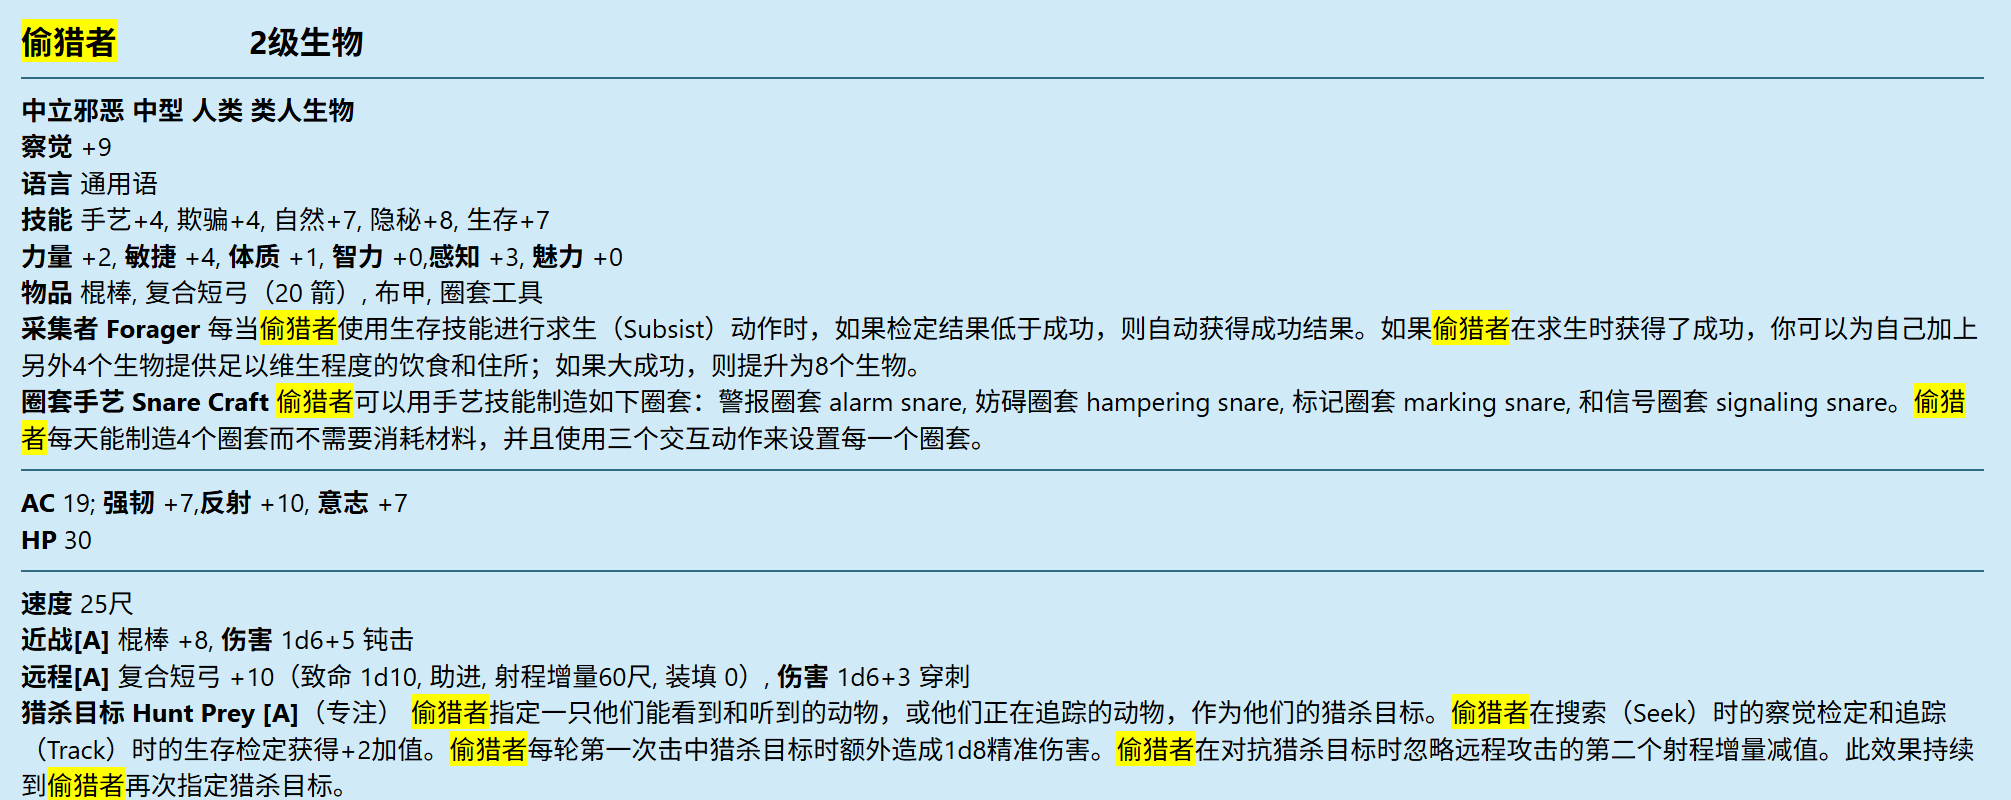 偷猎者 2级生物
中立邪恶 中型 人类 类人生物
察觉 +9
语言 通用语
技能 手艺+4, 欺骗+4, 自然+7, 隐秘+8, 生存+7
力量 +2, 敏捷 +4, 体质 +1, 智力 +0,感知 +3, 魅力 +0
物品 棍棒, 复合短弓（20 箭）, 布甲, 圈套工具
采集者 Forager 每当偷猎者使用生存技能进行求生（Subsist）动作时，如果检定结果低于成功，则自动获得成功结果。如果偷猎者在求生时获得了成功，你可以为自己加上
另外4个生物提供足以维生程度的饮食和住所；如果大成功，则提升为8个生物。
圈套手艺 Snare Craft 偷猎者可以用手艺技能制造如下圈套：警报圈套 alarm snare, 妨碍圈套 hampering snare, 标记圈套 marking snare, 和信号圈套 signaling snare。偷猎
者每天能制造4个圈套而不需要消耗材料，并且使用三个交互动作来设置每一个圈套。
AC 19; 强韧 +7,反射 +10, 意志 +7
HP 30
速度 25尺
近战[A] 棍棒 +8, 伤害 1d6+5 钝击
远程[A] 复合短弓 +10（致命 1d10, 助进, 射程增量60尺, 装填 0）, 伤害 1d6+3 穿刺
猎杀目标 Hunt Prey [A]（专注） 偷猎者指定一只他们能看到和听到的动物，或他们正在追踪的动物，作为他们的猎杀目标。偷猎者在搜索（Seek）时的察觉检定和追踪
（Track）时的生存检定获得+2加值。偷猎者每轮第一次击中猎杀目标时额外造成1d8精准伤害。偷猎者在对抗猎杀目标时忽略远程攻击的第二个射程增量减值。此效果持续
到偷猎者再次指定猎杀目标。